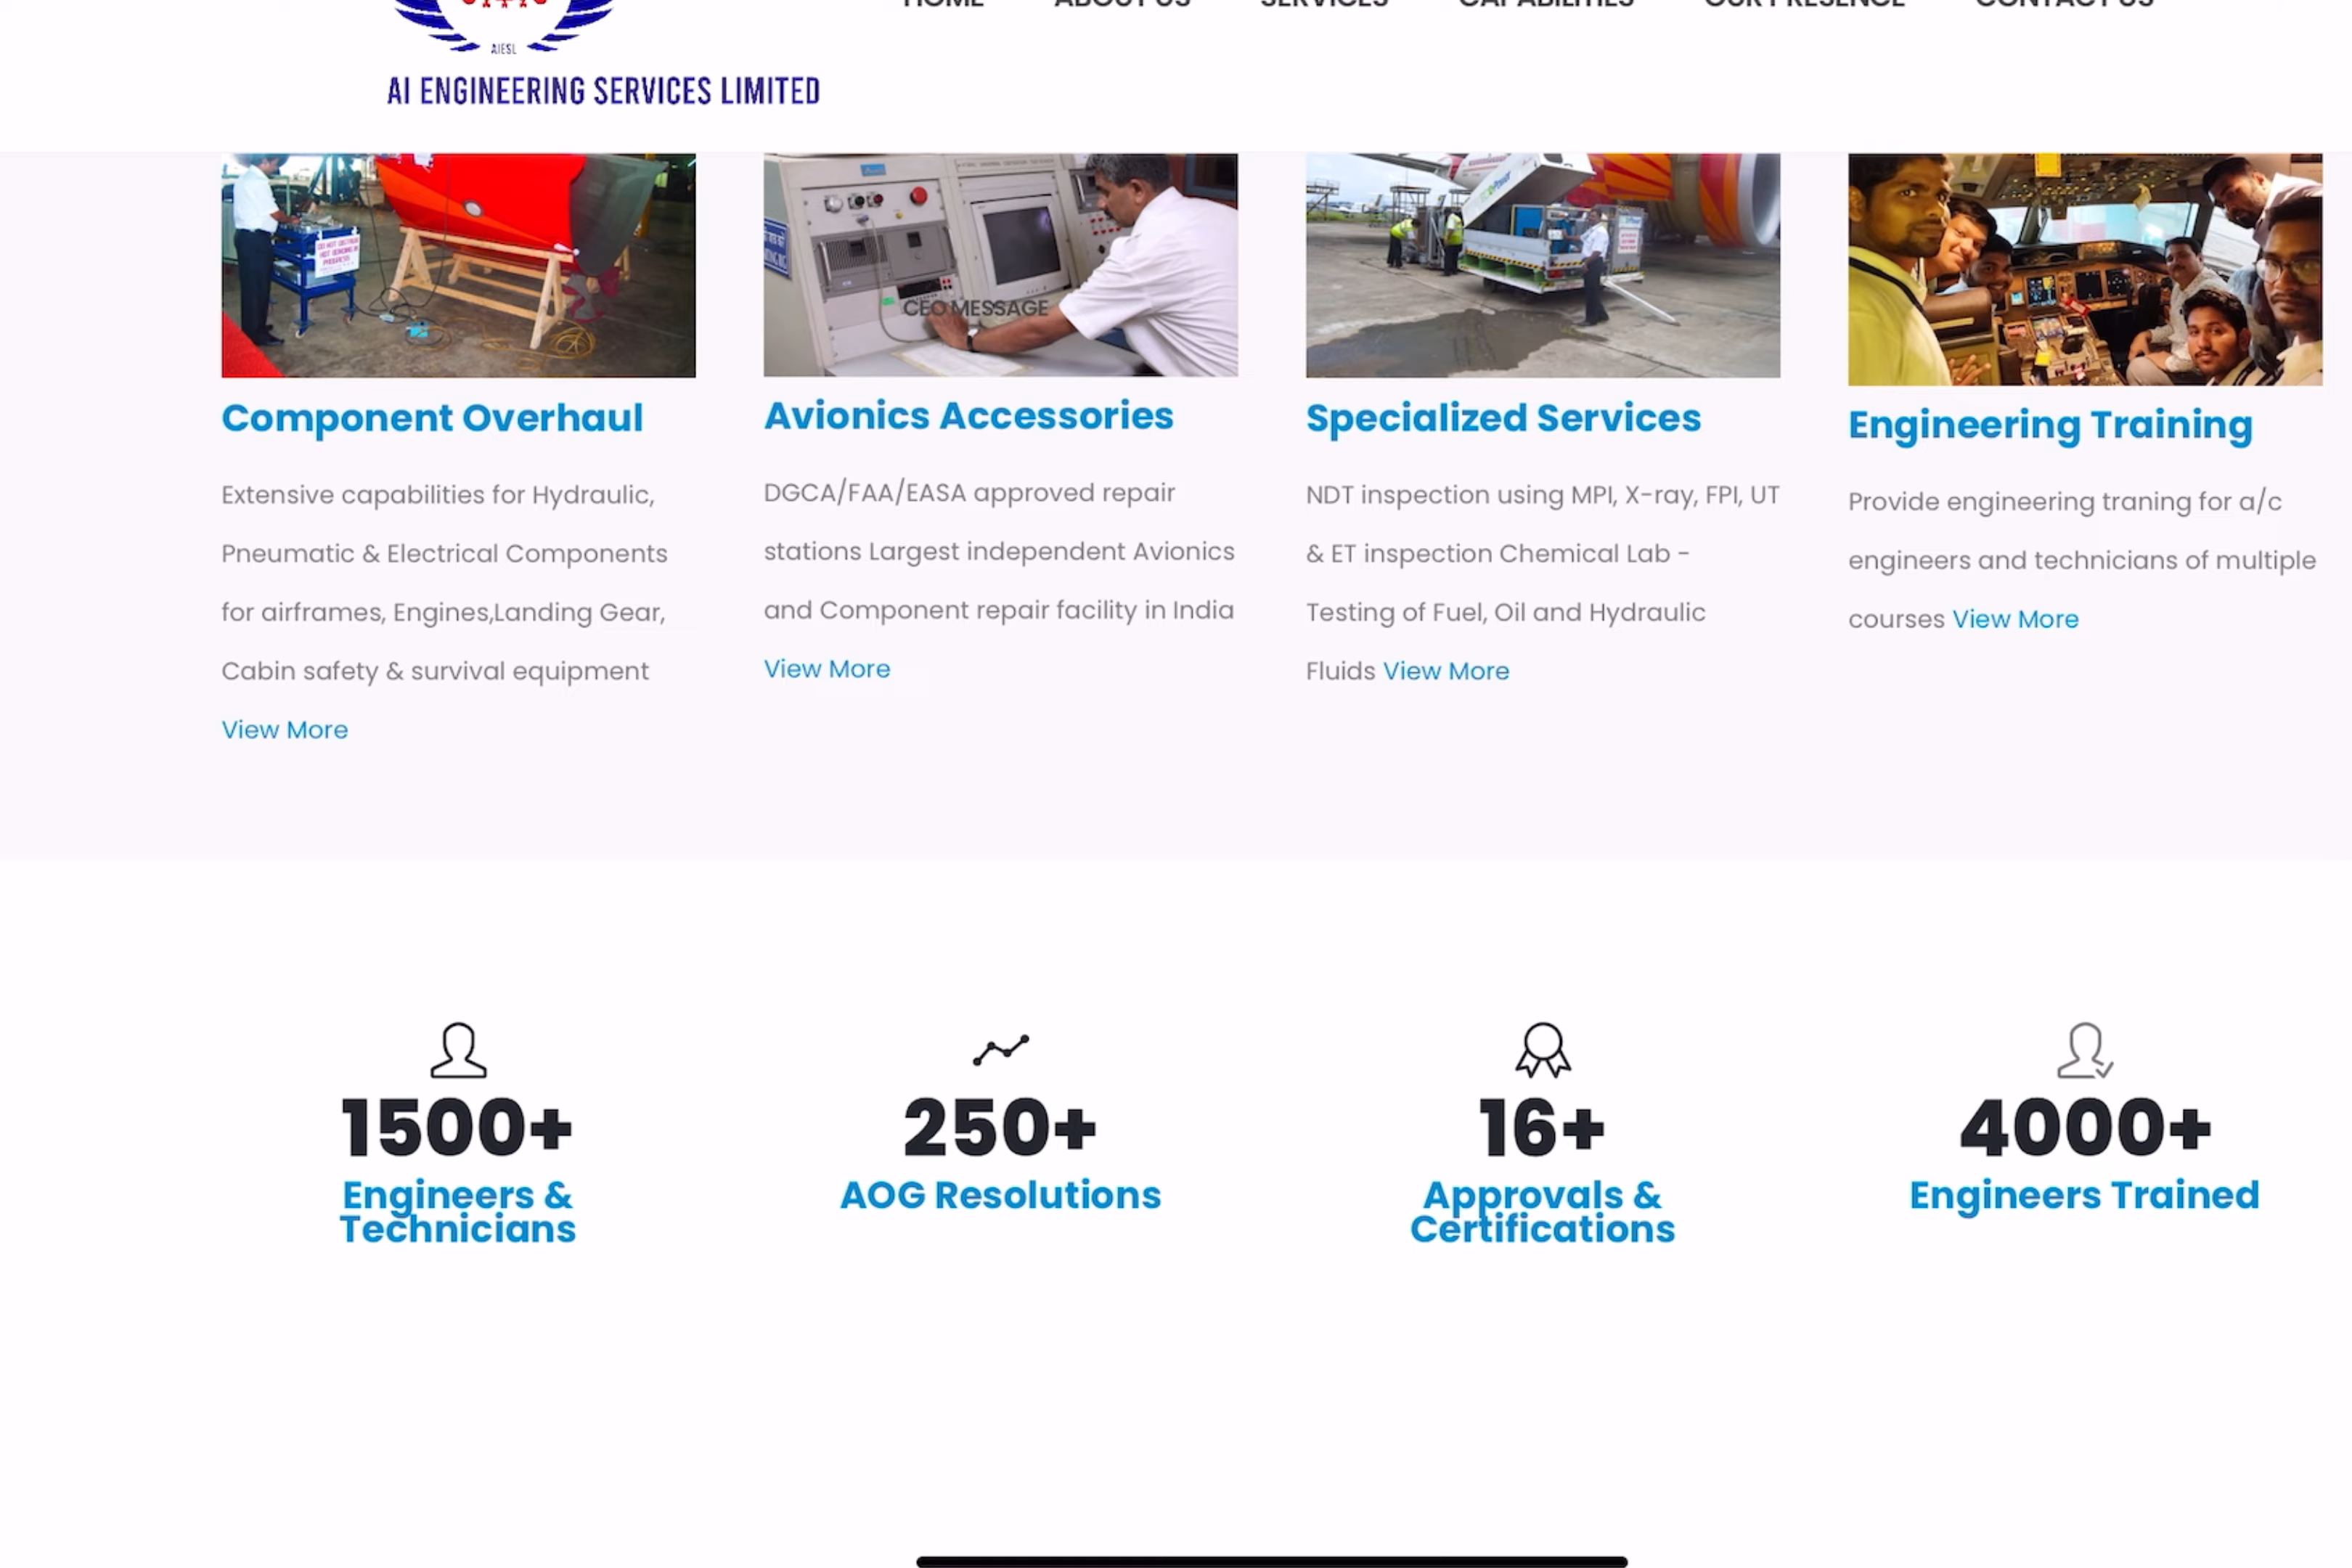 HOME ABOUT US SERVICES CAPABILITIES OUR PRESENCE CONTACT US
AIESL
AI ENGINEERING SERVICES LIMITED
CEO MESSAGE
Component Overhaul
Extensive capabilities for Hydraulic,
Pneumatic & Electrical Components
for airframes, Engines,Landing Gear,
Cabin safety & survival equipment
View More
Avionics Accessories
DGCA/FAA/EASA approved repair
stations Largest independent Avionics
and Component repair facility in India
View More
Specialized Services
NDT inspection using MPI, X-ray, FPI, UT
& ET inspection Chemical Lab -
Testing of Fuel, Oil and Hydraulic
Fluids View More
Engineering Training
Provide engineering traning for a/c
engineers and technicians of multiple
courses View More
1500+
Engineers &
Technicians
250+
AOG Resolutions
16+
Approvals &
Certifications
4000+
Engineers Trained